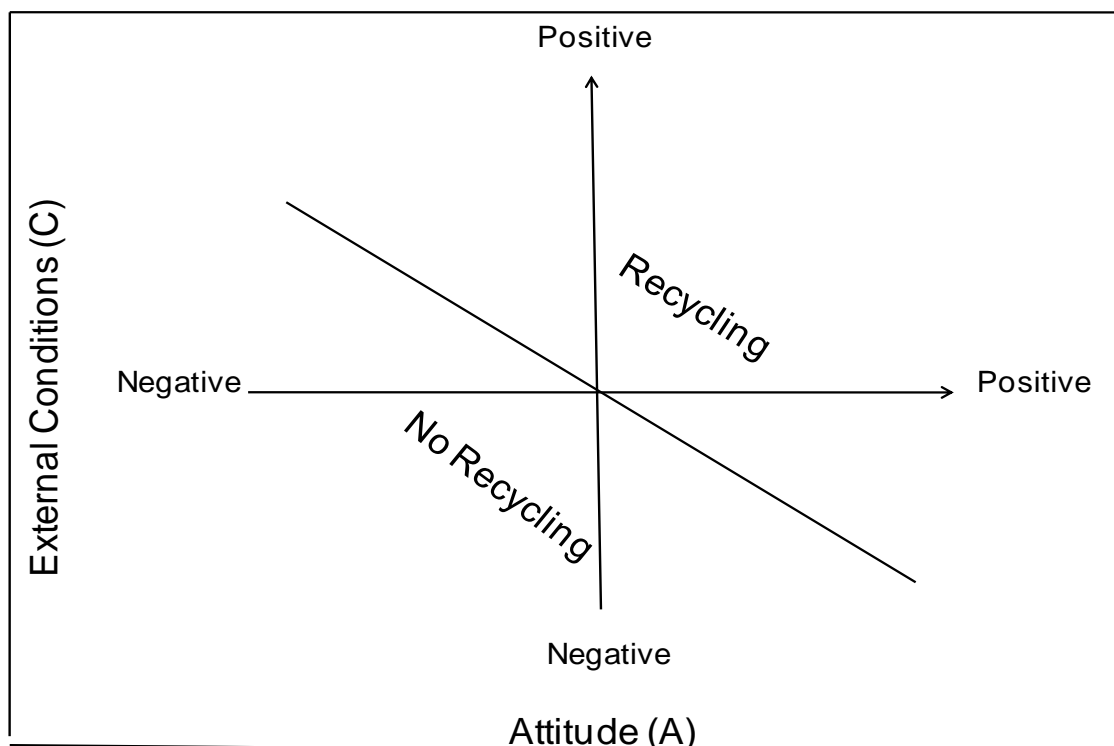 Positive
External Conditions (C)
Recycling
Negative
Positive
No Recycling
Negative
Attitude (A)